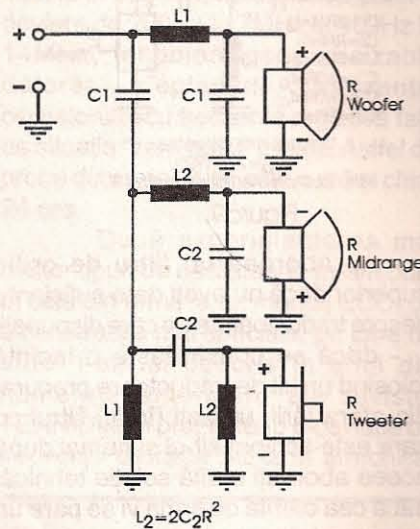 L1
+
+
−
C1
C1
R
Woofer
L2
C2
R
Midrange
+
C2
+
L1
L2
R
Tweeter
−
L2=2C2R²